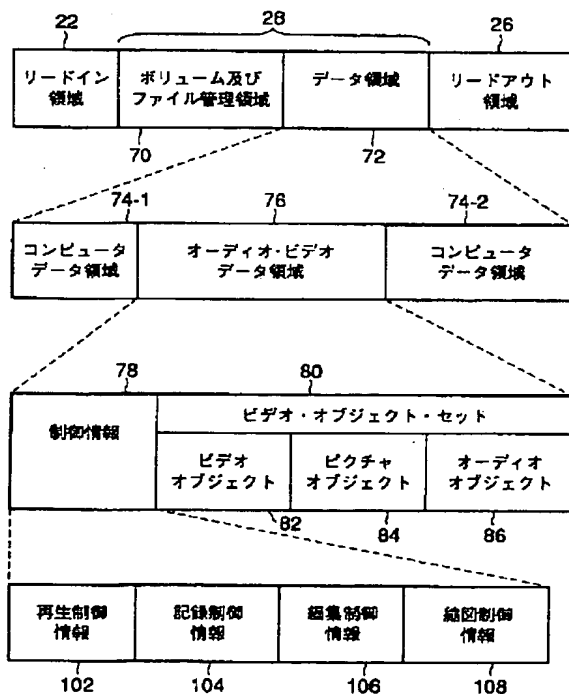 22
28
26
リードイン
領域
ボリューム及び
ファイル管理領域
データ領域
リードアウト
領域
70
72
74-1
76
74-2
コンピュータ
データ領域
オーディオ・ビデオ
データ領域
コンピュータ
データ領域
78
80
制御情報
ビデオ・オブジェクト・セット
ビデオ
オブジェクト
ピクチャ
オブジェクト
オーディオ
オブジェクト
82
84
86
再生制御
情報
記録制御
情報
編集制御
情報
縮図制御
情報
102
104
106
108